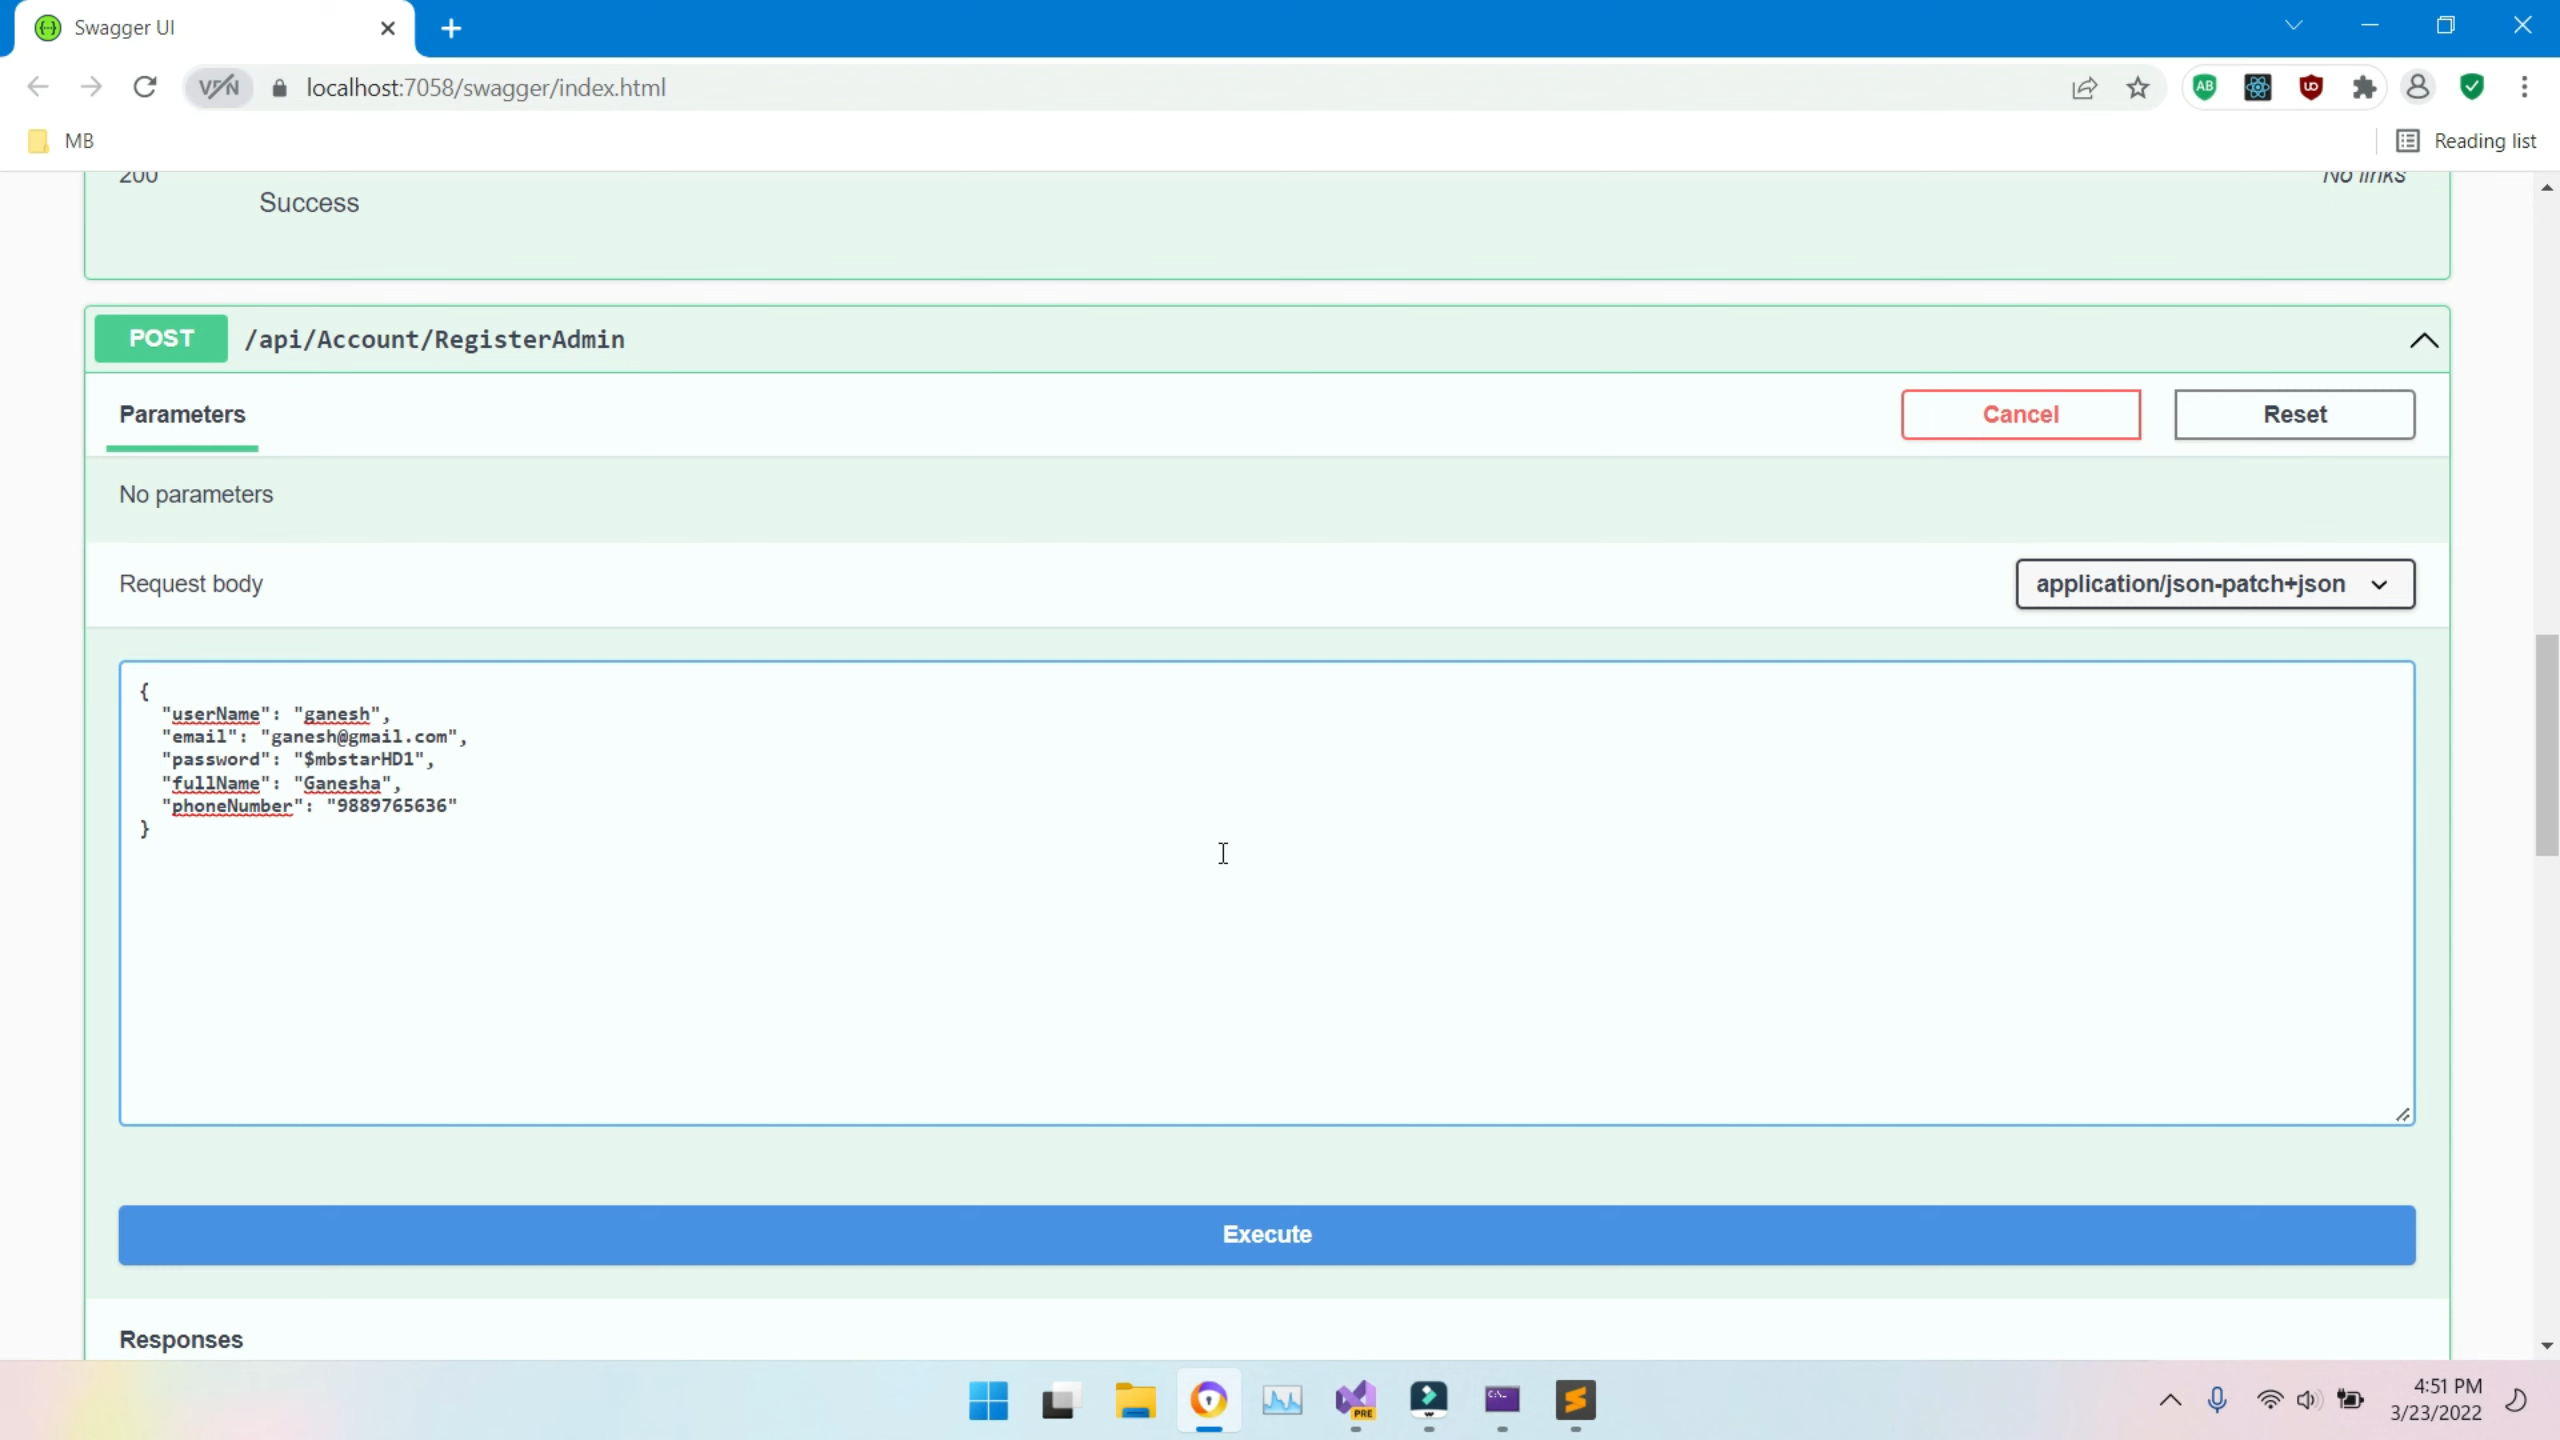 Swagger UI
VPN
localhost:7058/swagger/index.html
MB
Reading list
200
No links
Success
POST /api/Account/RegisterAdmin
Parameters
Cancel
Reset
No parameters
Request body
application/json-patch+json
{
"userName": "ganesh",
"email": "ganesh@gmail.com",
"password": "$mbstarHD1",
"fullName": "Ganesha",
"phoneNumber": "9889765636"
}
Execute
Responses
PRE
4:51 PM
3/23/2022